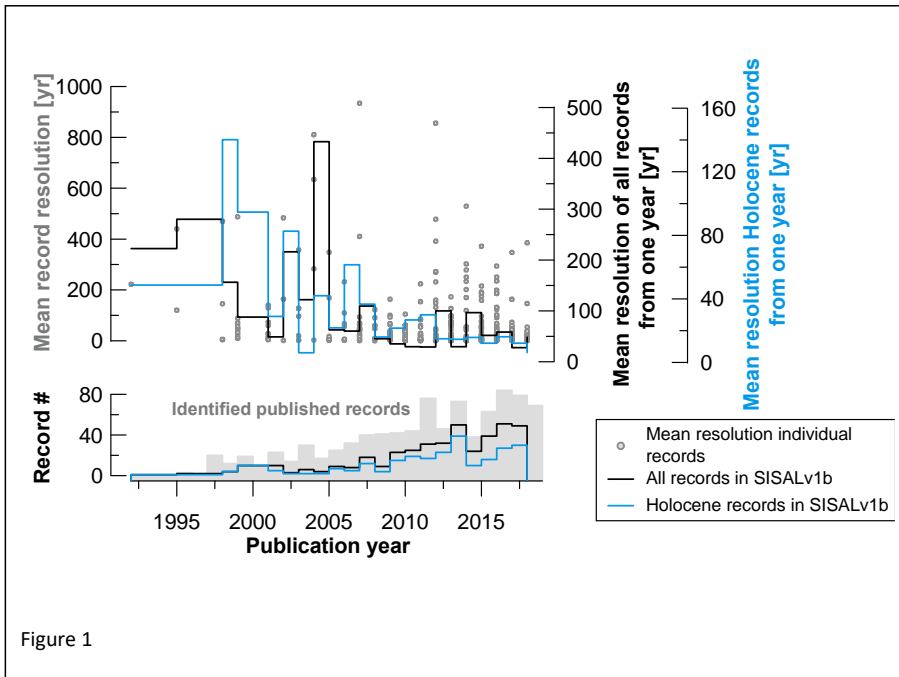 Mean record resolution [yr]
1000
800
600
400
200
0
500
400
300
200
100
0
Mean resolution of all records
from one year [yr]
160
120
80
40
0
Mean resolution Holocene records
from one year [yr]
Record #
80
40
0
Identified published records
1995
2000
2005
2010
2015
Publication year
Mean resolution individual
records
All records in SISALv1b
Holocene records in SISALv1b
Figure 1